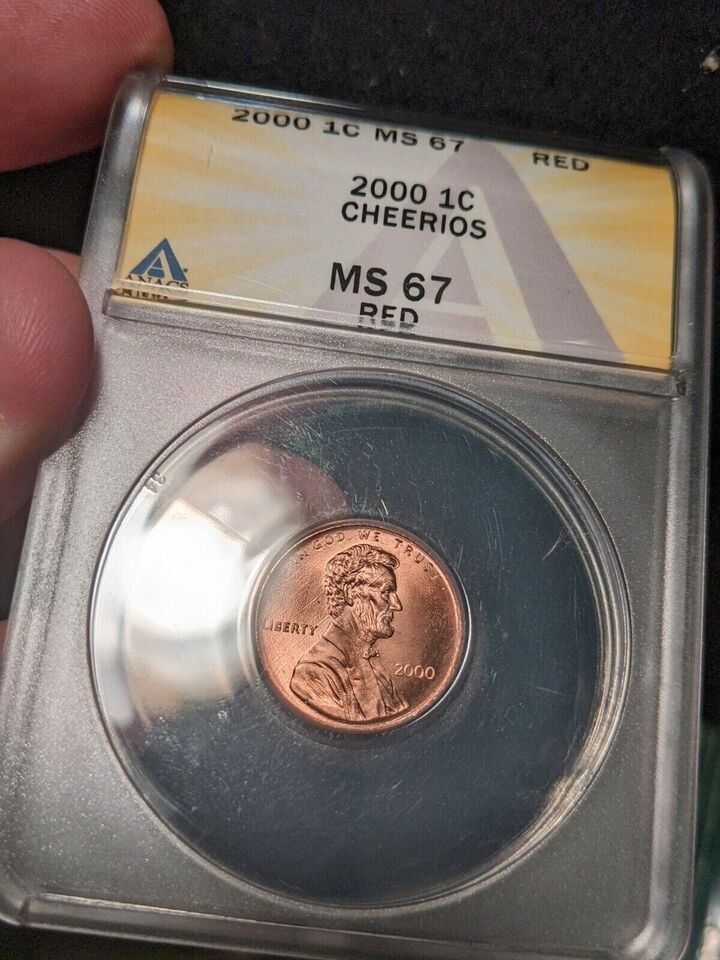 2000 1C MS 67
RED
2000 1C
CHEERIOS
MS 67
RED
ANACS
IN GOD WE TRUST
LIBERTY
2000